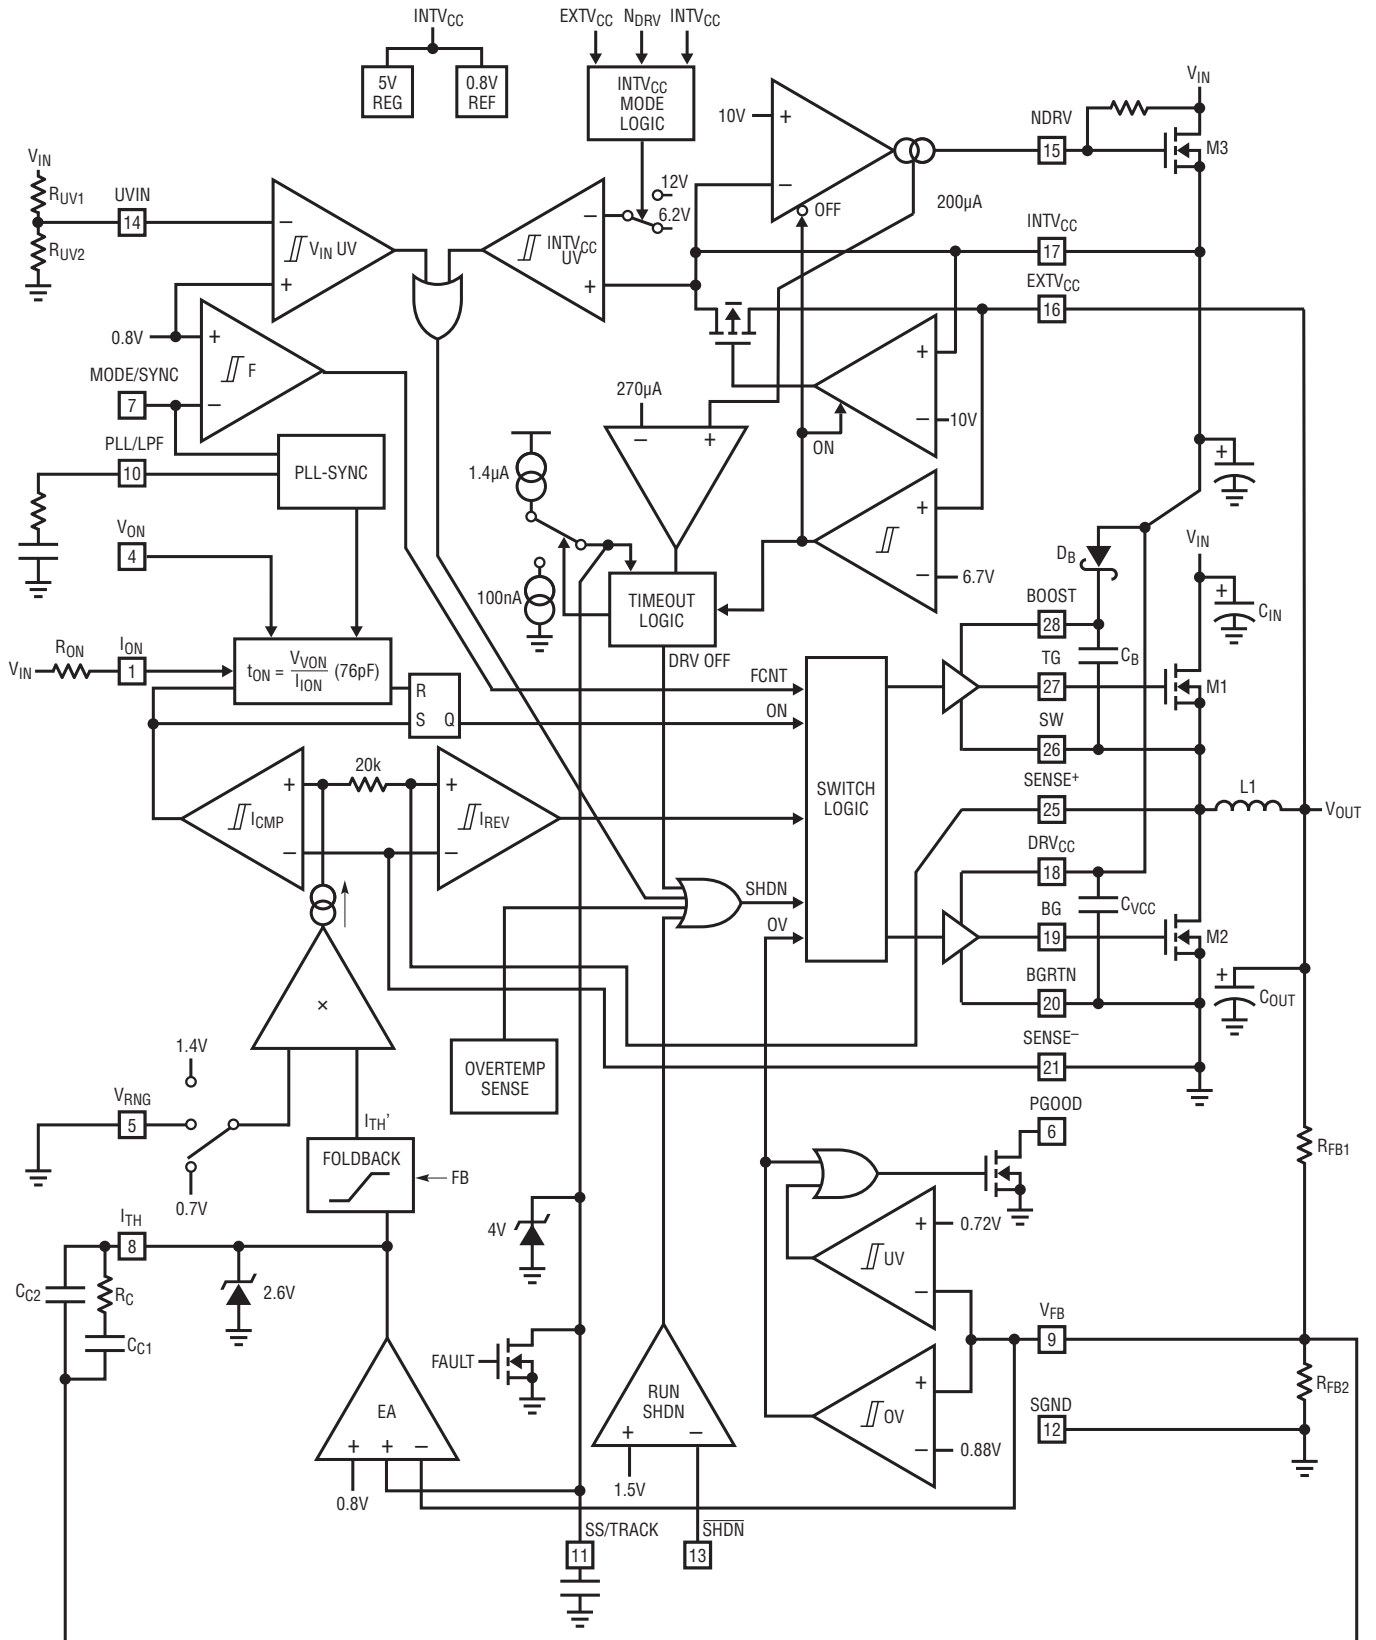 INTVCC
EXTVCC NDRV INTVCC
5V REG
0.8V REF
INTVCC MODE LOGIC
10V
+
−
OFF
NDRV
15
VIN
M3
200µA
VIN
RUV1
RUV2
UVIN
14
−
VIN UV
+
12V
6.2V
−
INTVCC UV
+
INTVCC
17
EXTVCC
16
0.8V
+
F
−
MODE/SYNC
7
PLL/LPF
10
PLL-SYNC
270µA
−
+
+
−
10V
ON
1.4µA
100nA
+
−
6.7V
TIMEOUT LOGIC
DRV OFF
VON
4
+
DB
VIN
+
CIN
BOOST
28
CB
TG
27
M1
SW
26
VIN
RON
ION
1
tON = VVON / IION (76pF)
R
S
Q
FCNT
ON
SWITCH LOGIC
SENSE+
25
L1
VOUT
20k
+
ICMP
−
+
IREV
−
DRVCC
18
CVCC
BG
19
M2
SHDN
OV
BGRTN
20
+
COUT
×
OVERTEMP SENSE
SENSE–
21
1.4V
VRNG
5
0.7V
ITH'
FOLDBACK
FB
PGOOD
6
RFB1
ITH
8
4V
+
0.72V
UV
−
CC2
RC
CC1
2.6V
FAULT
VFB
9
EA
+
+
−
0.8V
RUN SHDN
+
−
1.5V
+
OV
−
0.88V
RFB2
SGND
12
SS/TRACK
11
SHDN
13